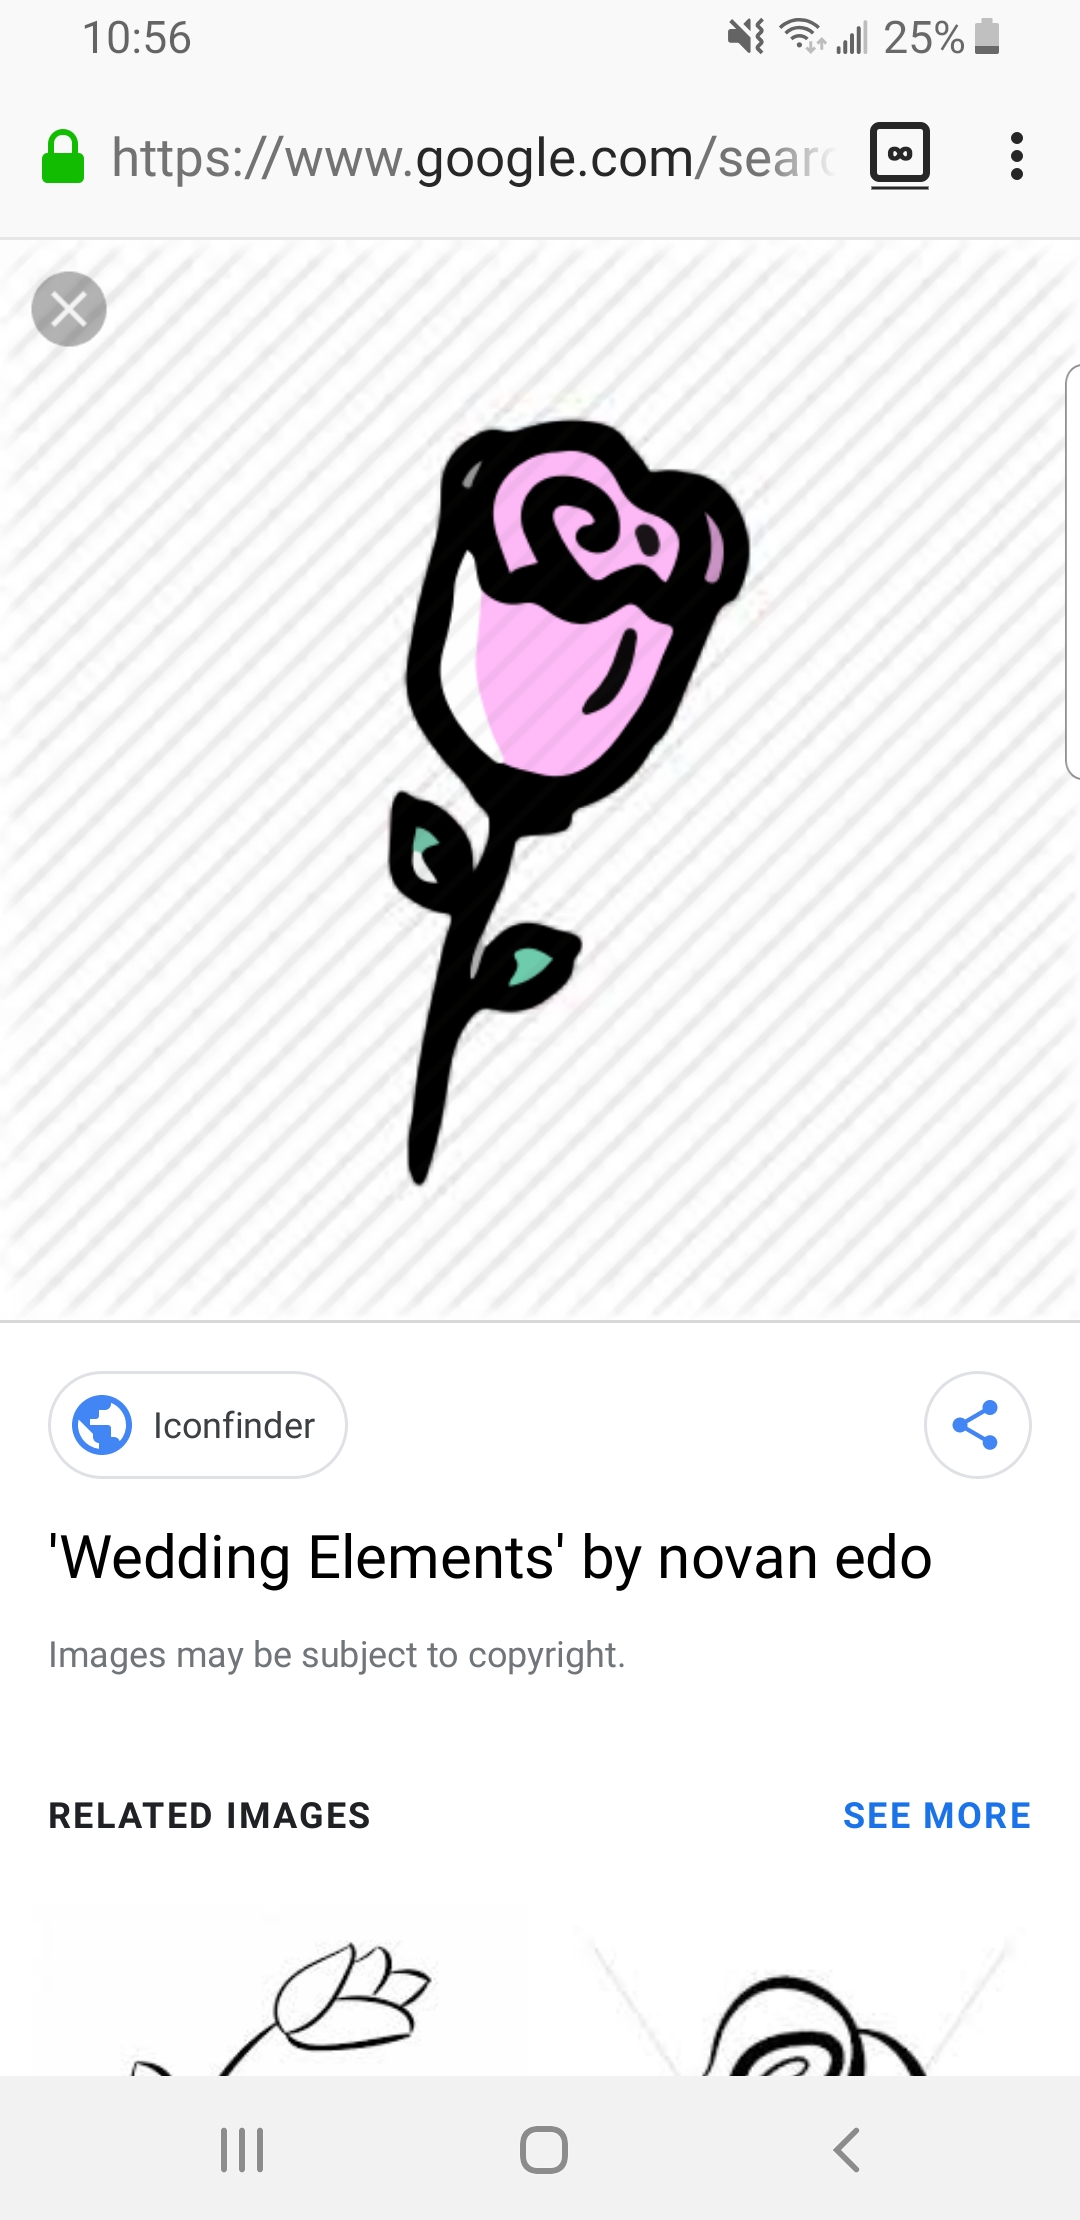 10:56 25%
https://www.google.com/sear
Iconfinder
'Wedding Elements' by novan edo
Images may be subject to copyright.
RELATED IMAGES SEE MORE